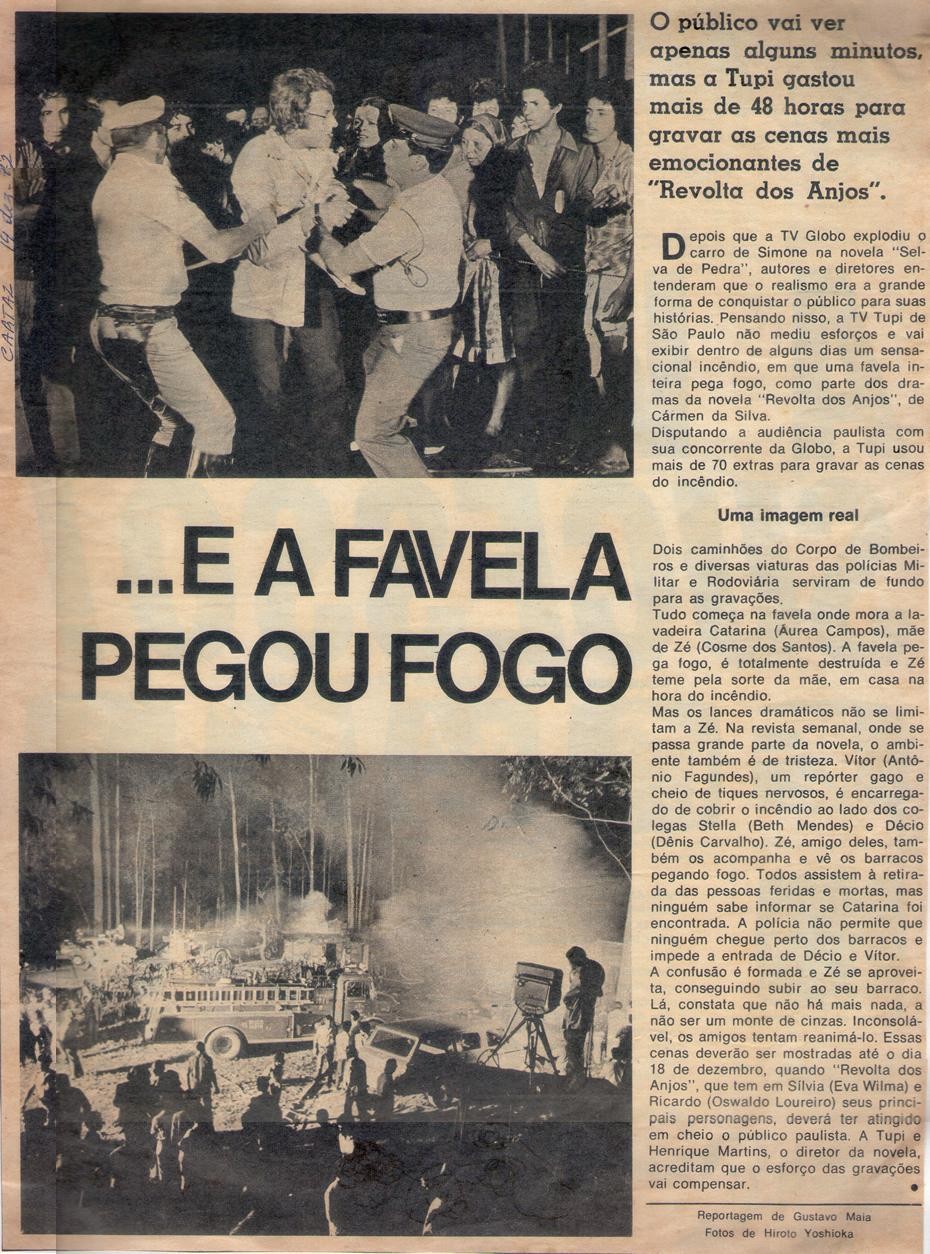 CARTAZ 14 dez. 72
O público vai ver
apenas alguns minutos,
mas a Tupi gastou
mais de 48 horas para
gravar as cenas mais
emocionantes de
"Revolta dos Anjos".
Depois que a TV Globo explodiu o
carro de Simone na novela "Sel-
va de Pedra", autores e diretores en-
tenderam que o realismo era a grande
forma de conquistar o público para suas
histórias. Pensando nisso, a TV Tupi de
São Paulo não mediu esforços e vai
exibir dentro de alguns dias um sensa-
cional incêndio, em que uma favela in-
teira pega fogo, como parte dos dra-
mas da novela "Revolta dos Anjos", de
Cármen da Silva.
Disputando a audiência paulista com
sua concorrente da Globo, a Tupi usou
mais de 70 extras para gravar as cenas
do incêndio.
...E A FAVELA
PEGOU FOGO
Uma imagem real
Dois caminhões do Corpo de Bombei-
ros e diversas viaturas das polícias Mi-
litar e Rodoviária serviram de fundo
para as gravações.
Tudo começa na favela onde mora a la-
vadeira Catarina (Áurea Campos), mãe
de Zé (Cosme dos Santos). A favela pe-
ga fogo, é totalmente destruída e Zé
teme pela sorte da mãe, em casa na
hora do incêndio.
Mas os lances dramáticos não se limi-
tam a Zé. Na revista semanal, onde se
passa grande parte da novela, o ambi-
ente também é de tristeza. Vítor (Antô-
nio Fagundes), um repórter gago e
cheio de tiques nervosos, é encarrega-
do de cobrir o incêndio ao lado dos co-
legas Stella (Beth Mendes) e Décio
(Dênis Carvalho). Zé, amigo deles, tam-
bém os acompanha e vê os barracos
pegando fogo. Todos assistem à retira-
da das pessoas feridas e mortas, mas
ninguém sabe informar se Catarina foi
encontrada. A polícia não permite que
ninguém chegue perto dos barracos e
impede a entrada de Décio e Vítor.
A confusão é formada e Zé se aprovei-
ta, conseguindo subir ao seu barraco.
Lá, constata que não há mais nada, a
não ser um monte de cinzas. Inconsolá-
vel, os amigos tentam reanimá-lo. Essas
cenas deverão ser mostradas até o dia
18 de dezembro, quando "Revolta dos
Anjos", que tem em Sílvia (Eva Wilma) e
Ricardo (Oswaldo Loureiro) seus princi-
pais personagens, deverá ter atingido
em cheio o público paulista. A Tupi e
Henrique Martins, o diretor da novela,
acreditam que o esforço das gravações
vai compensar.
Reportagem de Gustavo Maia
Fotos de Hiroto Yoshioka